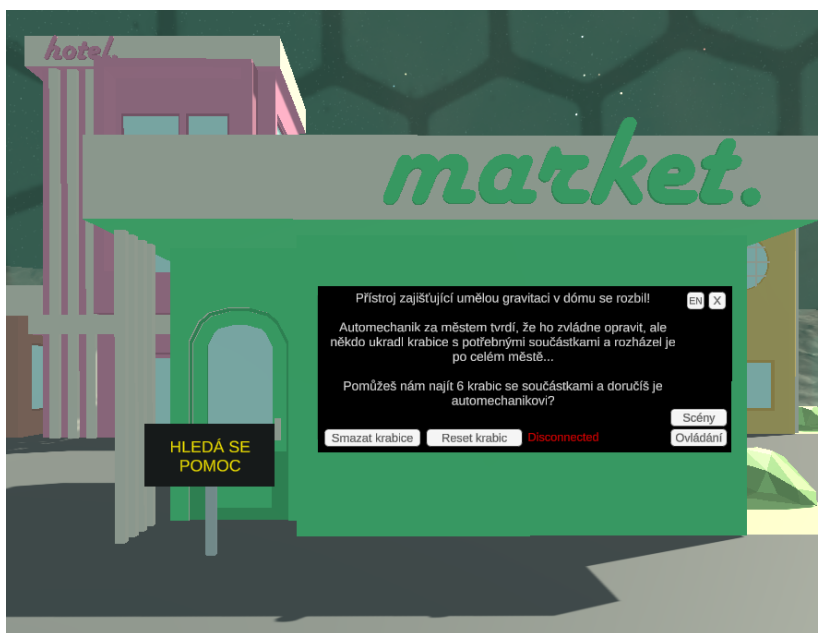 hotel.
market.
Přístroj zajišťující umělou gravitaci v dómu se rozbil!
EN X
Automechanik za městem tvrdí, že ho zvládne opravit, ale
někdo ukradl krabice s potřebnými součástkami a rozházel je
po celém městě...
Pomůžeš nám najít 6 krabic se součástkami a doručíš je
automechanikovi?
Scény
Smazat krabice Reset krabic Disconnected Ovládání
HLEDÁ SE
POMOC